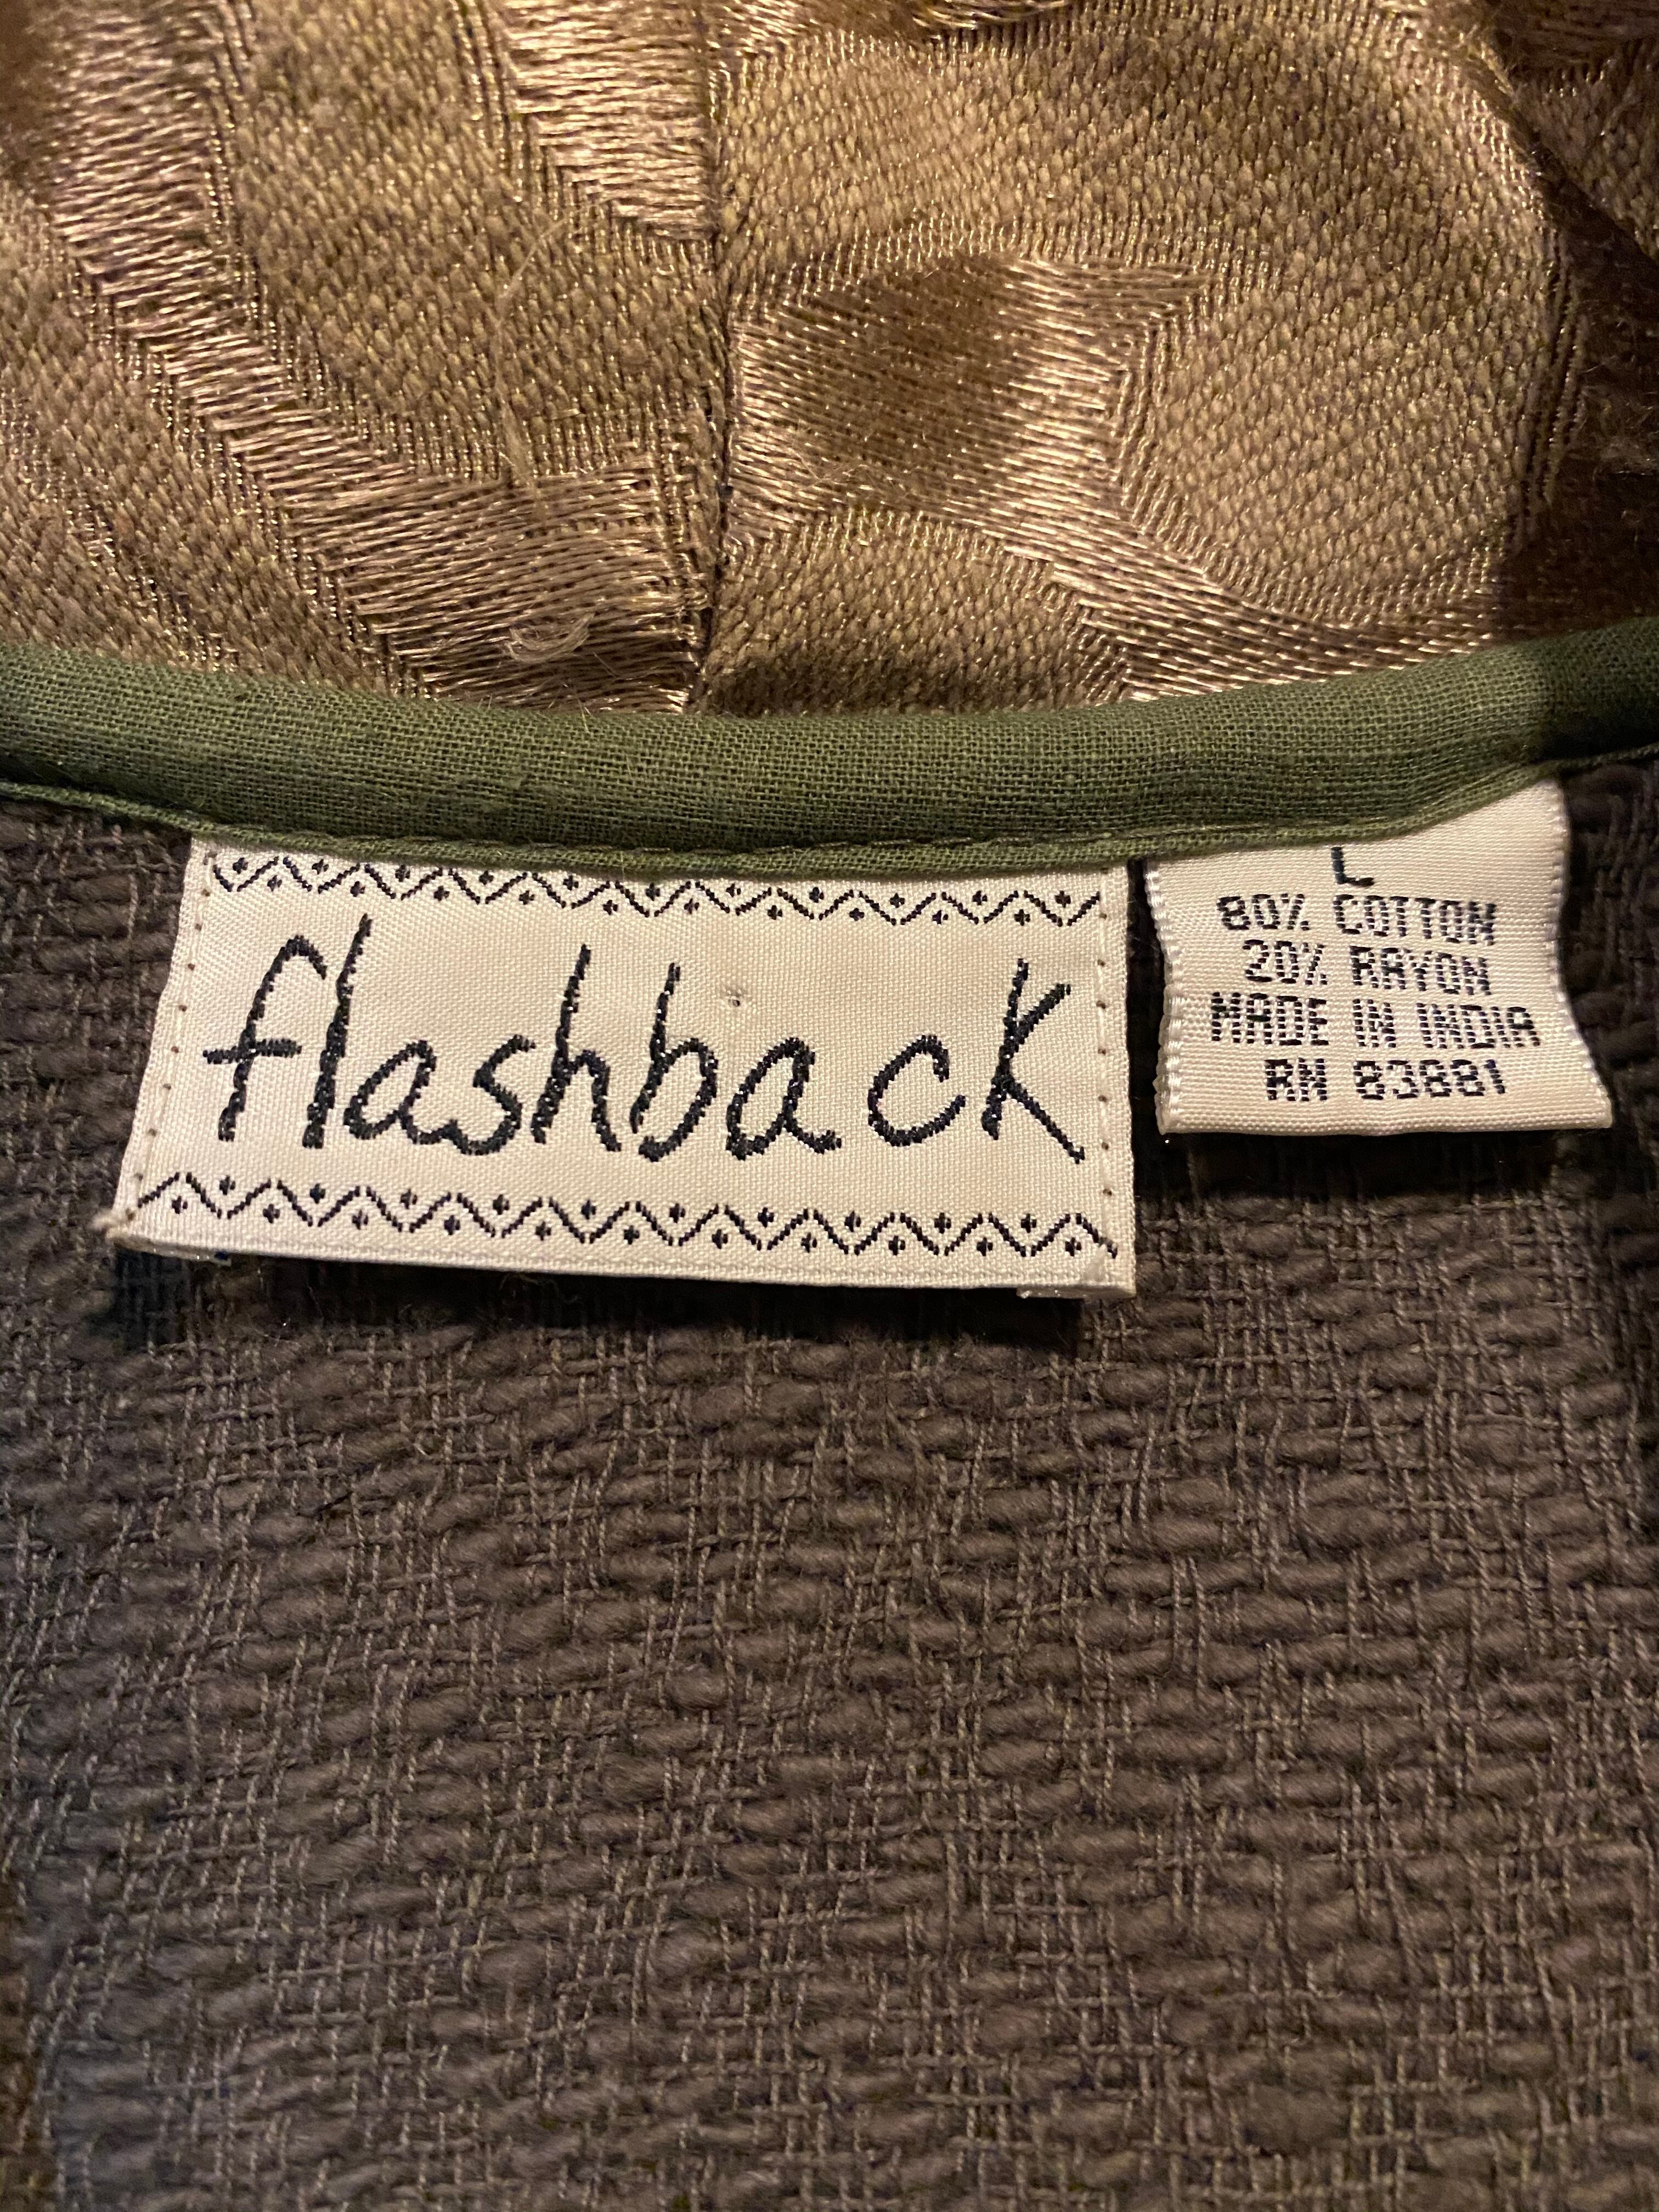 flashback
L
80% COTTON
20% RAYON
MADE IN INDIA
RN 83881